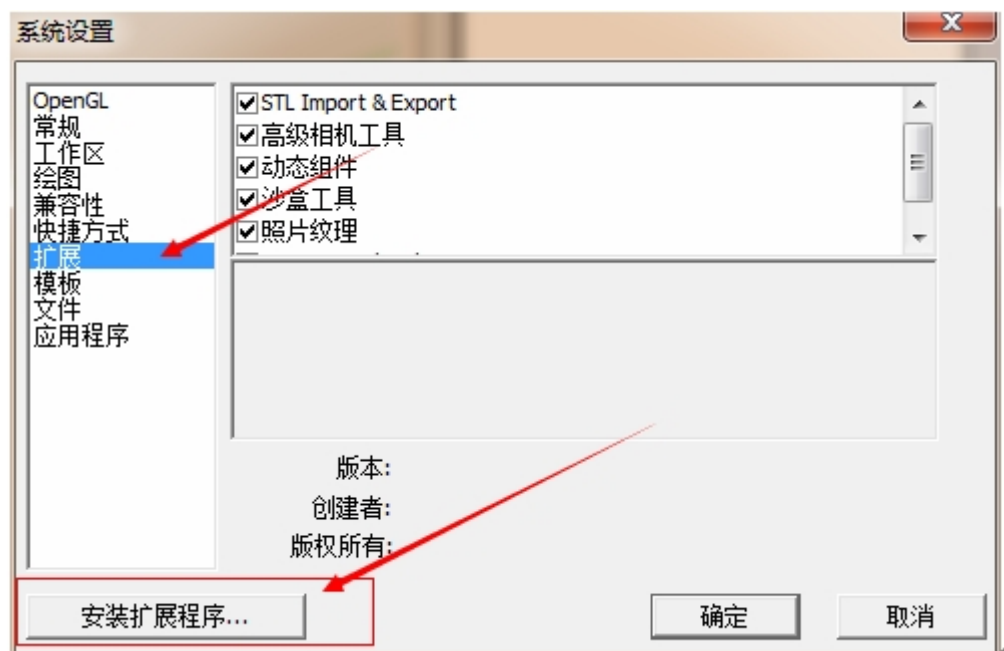 系统设置
OpenGL
常规
工作区
绘图
兼容性
快捷方式
扩展
模板
文件
应用程序
STL Import & Export
高级相机工具
动态组件
沙盒工具
照片纹理
版本:
创建者:
版权所有:
安装扩展程序...
确定
取消